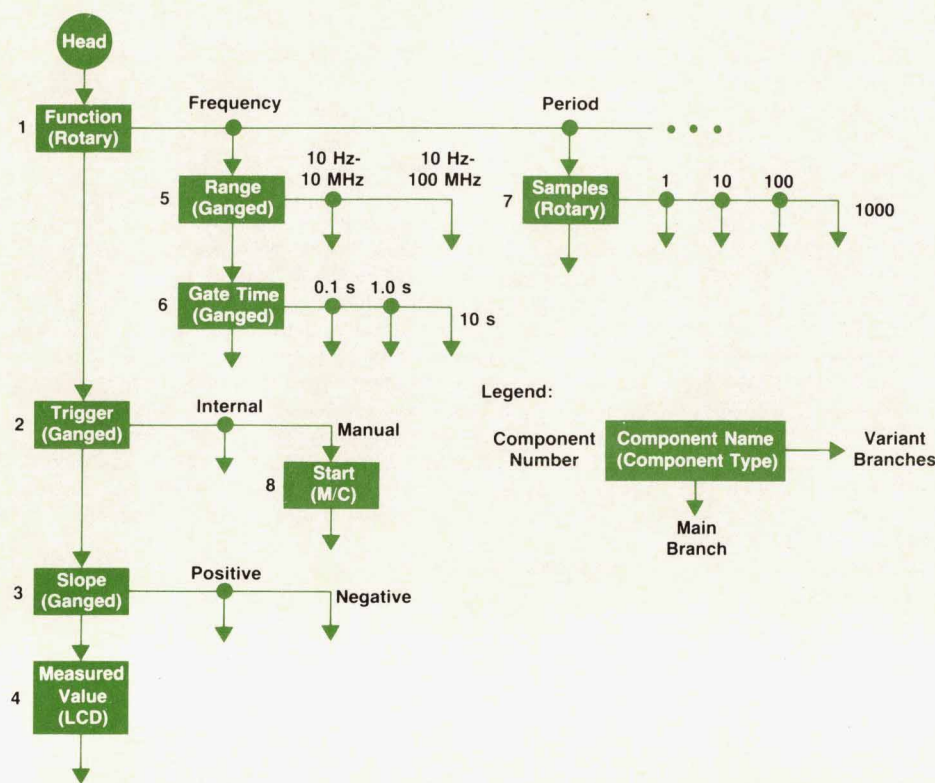 Head
Frequency
Period
1
Function
(Rotary)
10 Hz-
10 MHz
10 Hz-
100 MHz
5
Range
(Ganged)
7
Samples
(Rotary)
1
10
100
1000
6
Gate Time
(Ganged)
0.1 s
1.0 s
10 s
Legend:
2
Trigger
(Ganged)
Internal
Manual
Component
Number
Component Name
(Component Type)
Variant
Branches
8
Start
(M/C)
Main
Branch
3
Slope
(Ganged)
Positive
Negative
4
Measured
Value
(LCD)